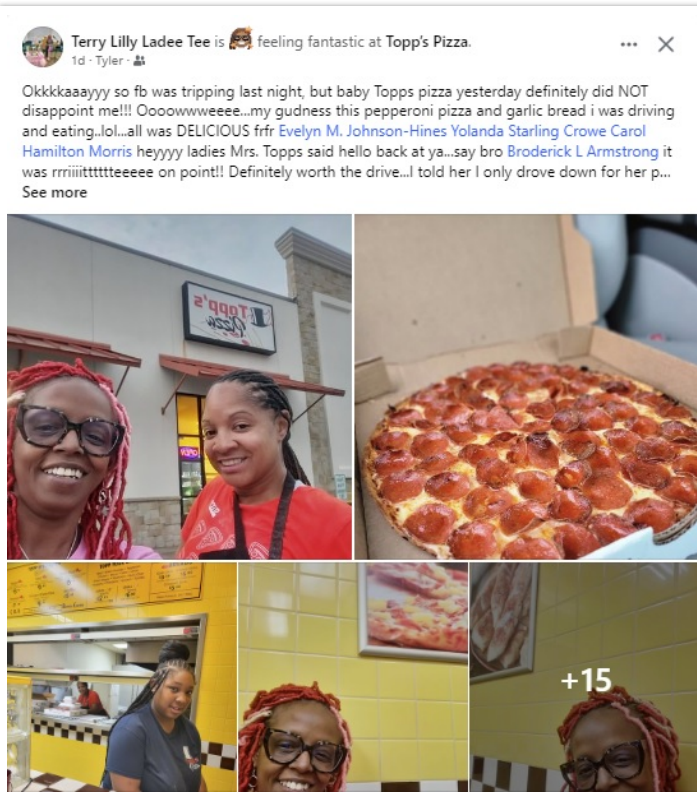 Terry Lilly Ladee Tee is feeling fantastic at Topp's Pizza.
1d · Tyler ·
Okkkkaaayyy so fb was tripping last night, but baby Topps pizza yesterday definitely did NOT
disappoint me!!! Oooowwweeee...my gudness this pepperoni pizza and garlic bread i was driving
and eating..lol...all was DELICIOUS frfr Evelyn M. Johnson-Hines Yolanda Starling Crowe Carol
Hamilton Morris heyyyy ladies Mrs. Topps said hello back at ya...say bro Broderick L Armstrong it
was rrriiiittttttteeeee on point!! Definitely worth the drive...I told her I only drove down for her p...
See more
Topp's
Pizza
OPEN
+15